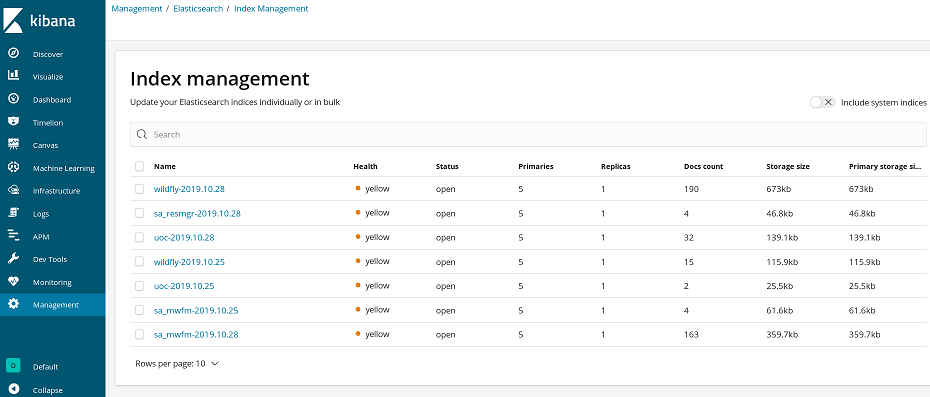 Management / Elasticsearch / Index Management
kibana
Discover
Visualize
Dashboard
Timelion
Canvas
Machine Learning
Infrastructure
Logs
APM
Dev Tools
Monitoring
Management
D Default
Collapse
Index management
Update your Elasticsearch indices individually or in bulk
Include system indices
Search
Name Health Status Primaries Replicas Docs count Storage size Primary storage si...
wildfly-2019.10.28 yellow open 5 1 190 673kb 673kb
sa_resmgr-2019.10.28 yellow open 5 1 4 46.8kb 46.8kb
uoc-2019.10.28 yellow open 5 1 32 139.1kb 139.1kb
wildfly-2019.10.25 yellow open 5 1 15 115.9kb 115.9kb
uoc-2019.10.25 yellow open 5 1 2 25.5kb 25.5kb
sa_mwfm-2019.10.25 yellow open 5 1 4 61.6kb 61.6kb
sa_mwfm-2019.10.28 yellow open 5 1 163 359.7kb 359.7kb
Rows per page: 10